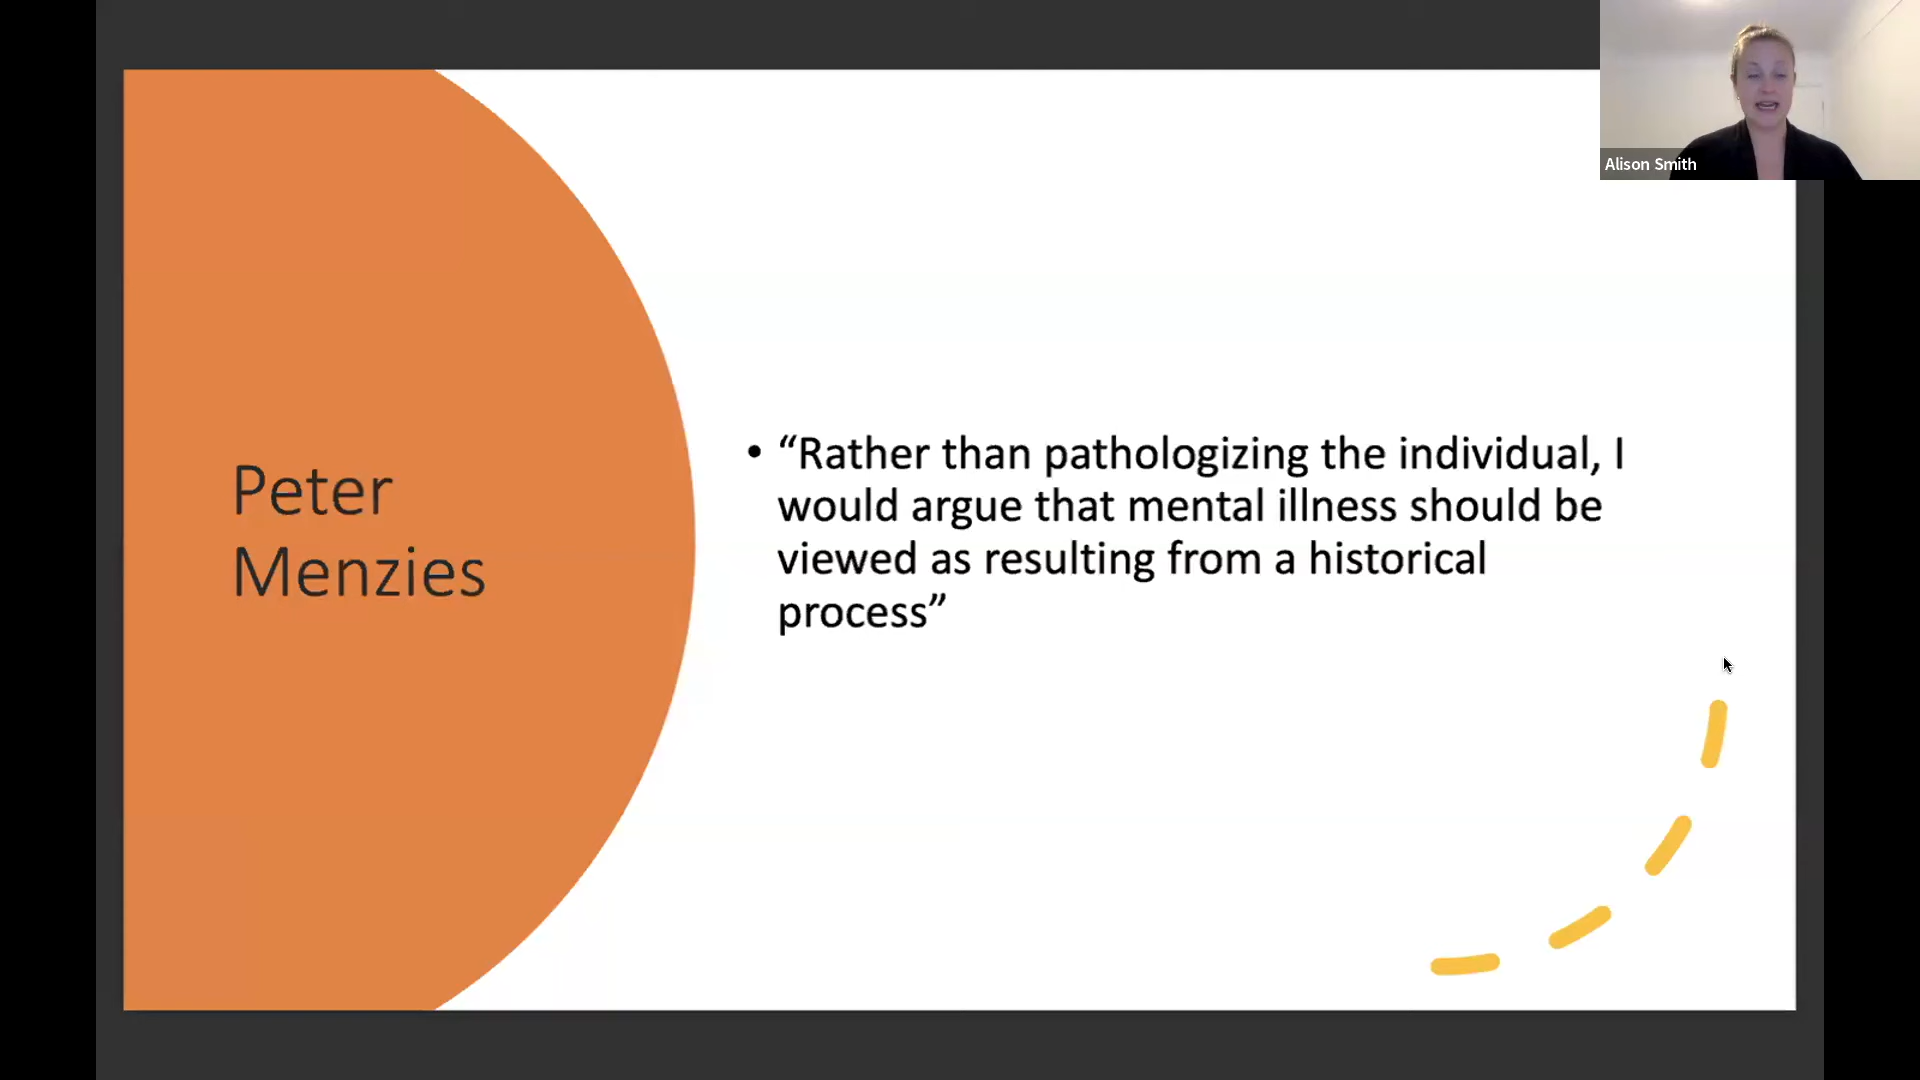 Alison Smith
Peter
Menzies
• “Rather than pathologizing the individual, I
would argue that mental illness should be
viewed as resulting from a historical
process”